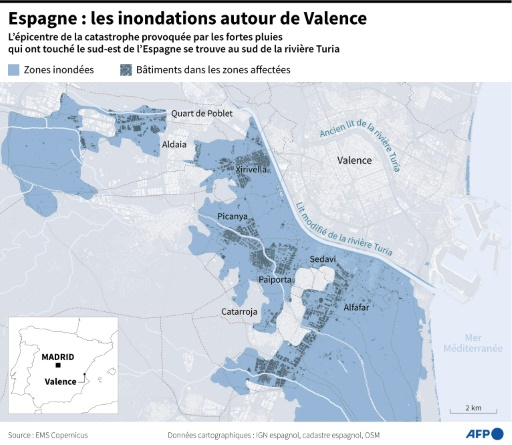 Espagne : les inondations autour de Valence
L'épicentre de la catastrophe provoquée par les fortes pluies
qui ont touché le sud-est de l'Espagne se trouve au sud de la rivière Turia
Zones inondées
Bâtiments dans les zones affectées
Quart de Poblet
Aldaia
Ancien lit de la rivière Turia
Valence
Xirivella
Picanya
Lit modifié de la rivière Turia
Sedavi
Paiporta
Alfafar
Catarroja
Mer
Méditerranée
MADRID
Valence
2 km
Source : EMS Copernicus
Données cartographiques : IGN espagnol, cadastre espagnol, OSM
AFP